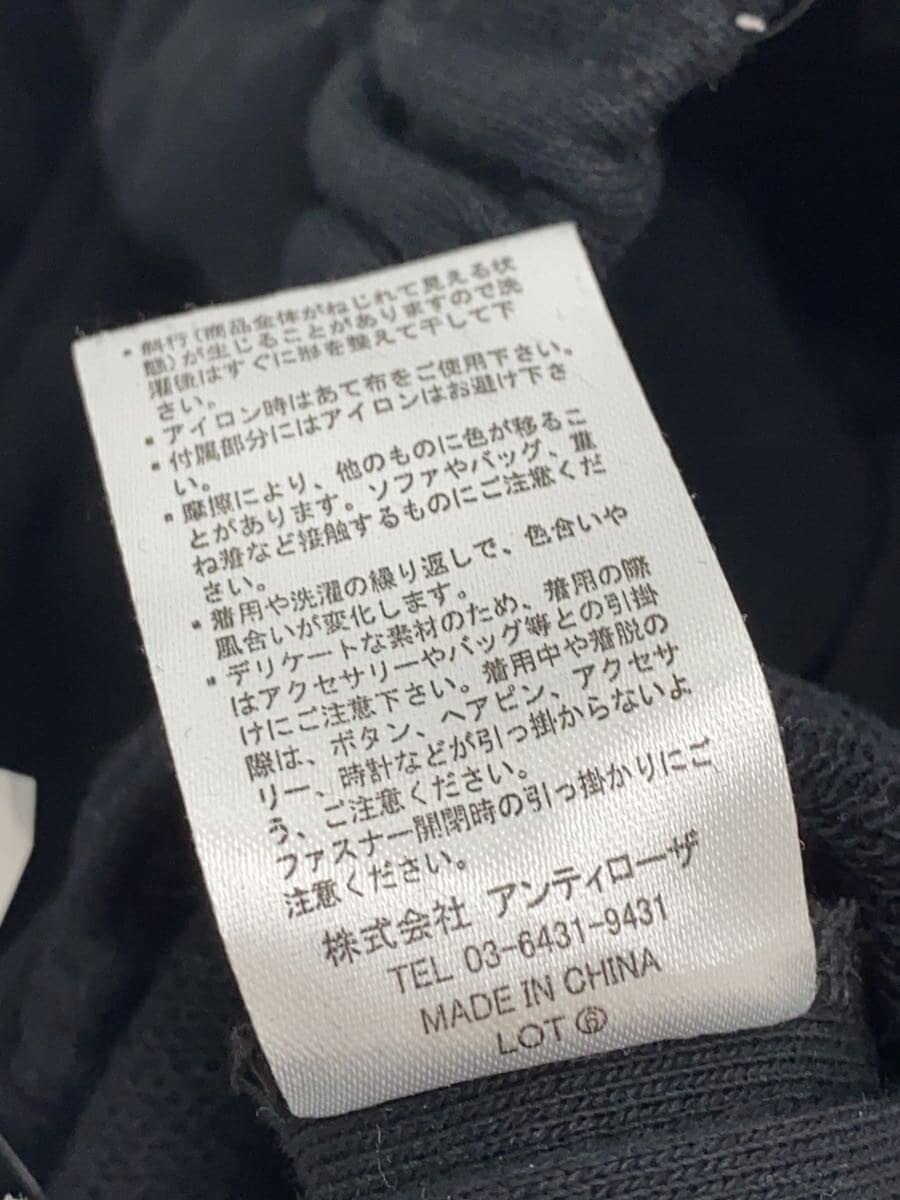 ・斜行(商品全体がねじれて見える状
態)が生じることがありますので洗
濯後はすぐに形を整えて干して下
さい。
・アイロン時はあて布をご使用下さい。
・付属部分にはアイロンはお避け下さ
い。
・摩擦により、他のものに色が移るこ
とがあります。ソファやバッグ、重
ね着など接触するものにご注意くだ
さい。
・着用や洗濯の繰り返しで、色合いや
風合いが変化します。
・デリケートな素材のため、着用の際
はアクセサリーやバッグ等との引掛
けにご注意下さい。着用中や着脱の
際は、ボタン、ヘアピン、アクセサ
リー、時計などが引っ掛からないよ
う、ご注意ください。
ファスナー開閉時の引っ掛かりにご
注意ください。
株式会社 アンティローザ
TEL 03-6431-9431
MADE IN CHINA
LOT ⑥